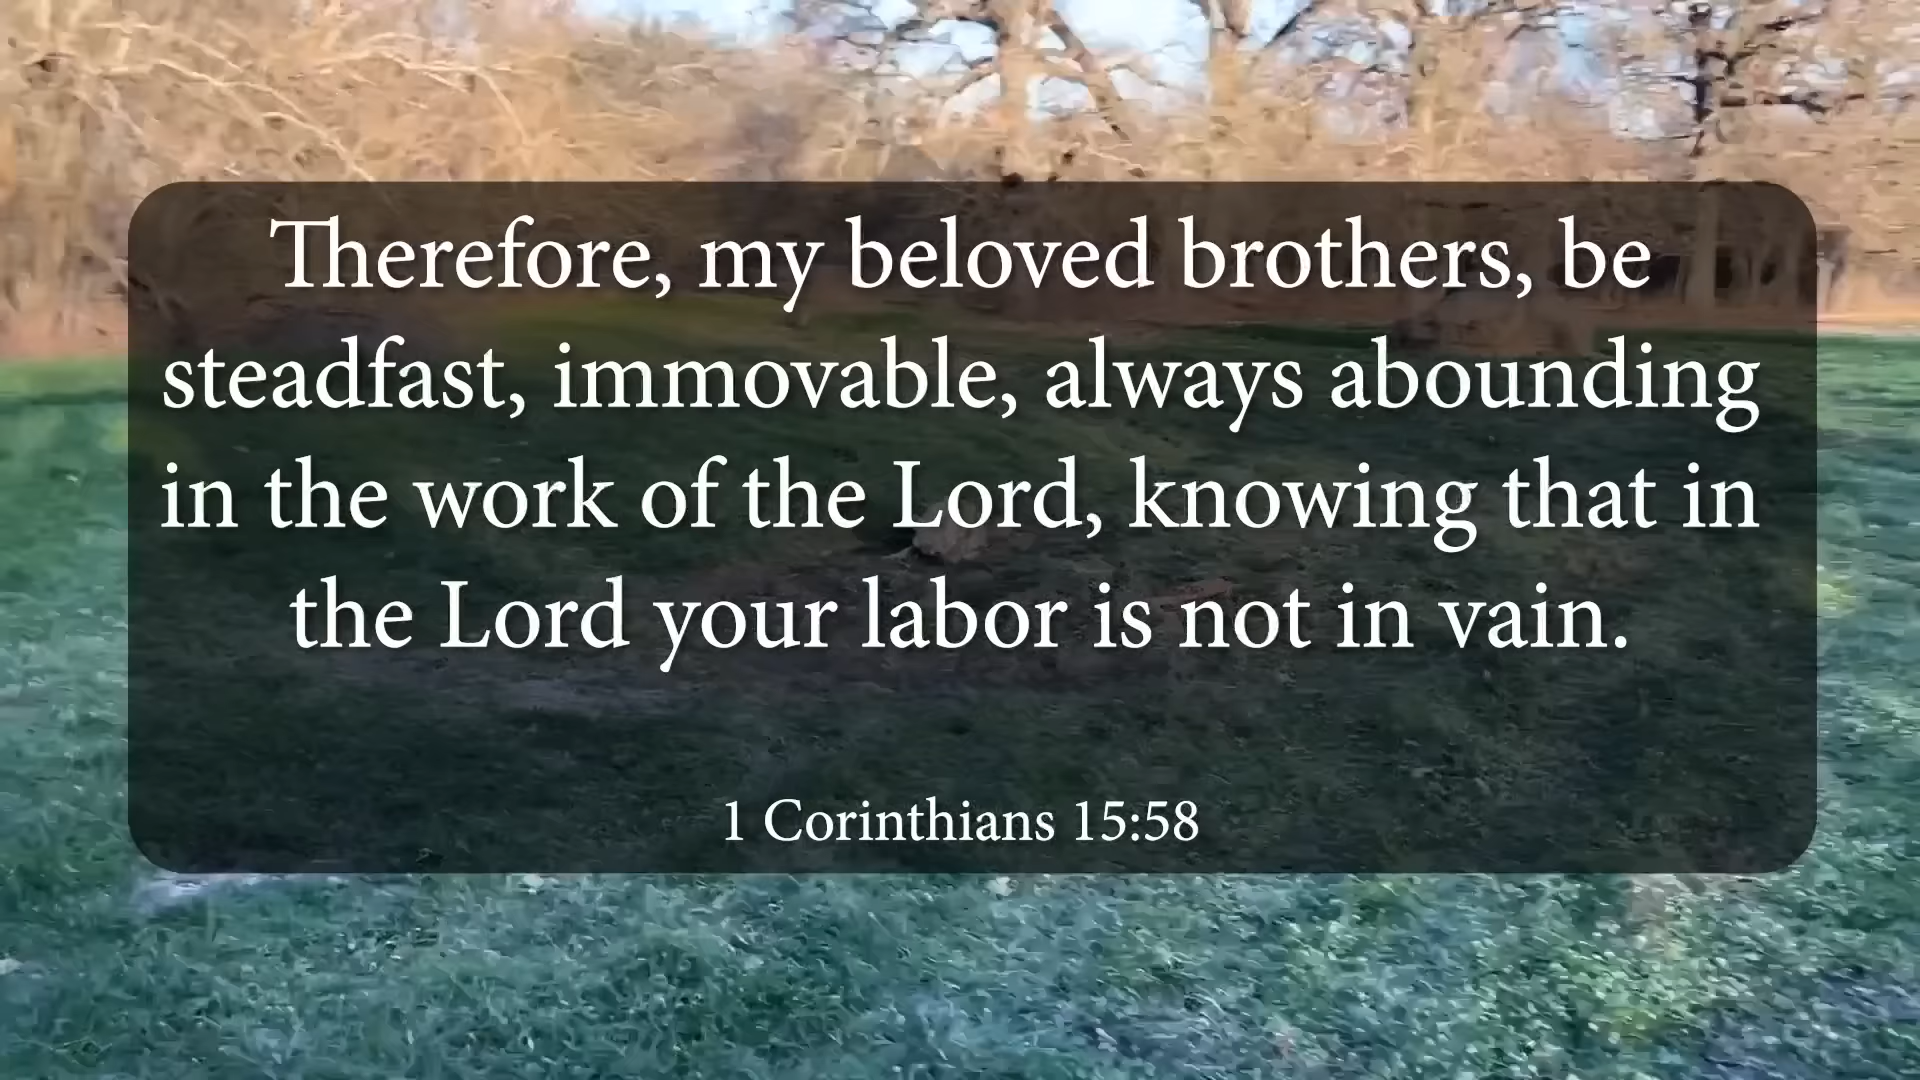 Therefore, my beloved brothers, be
steadfast, immovable, always abounding
in the work of the Lord, knowing that in
the Lord your labor is not in vain.
1 Corinthians 15:58